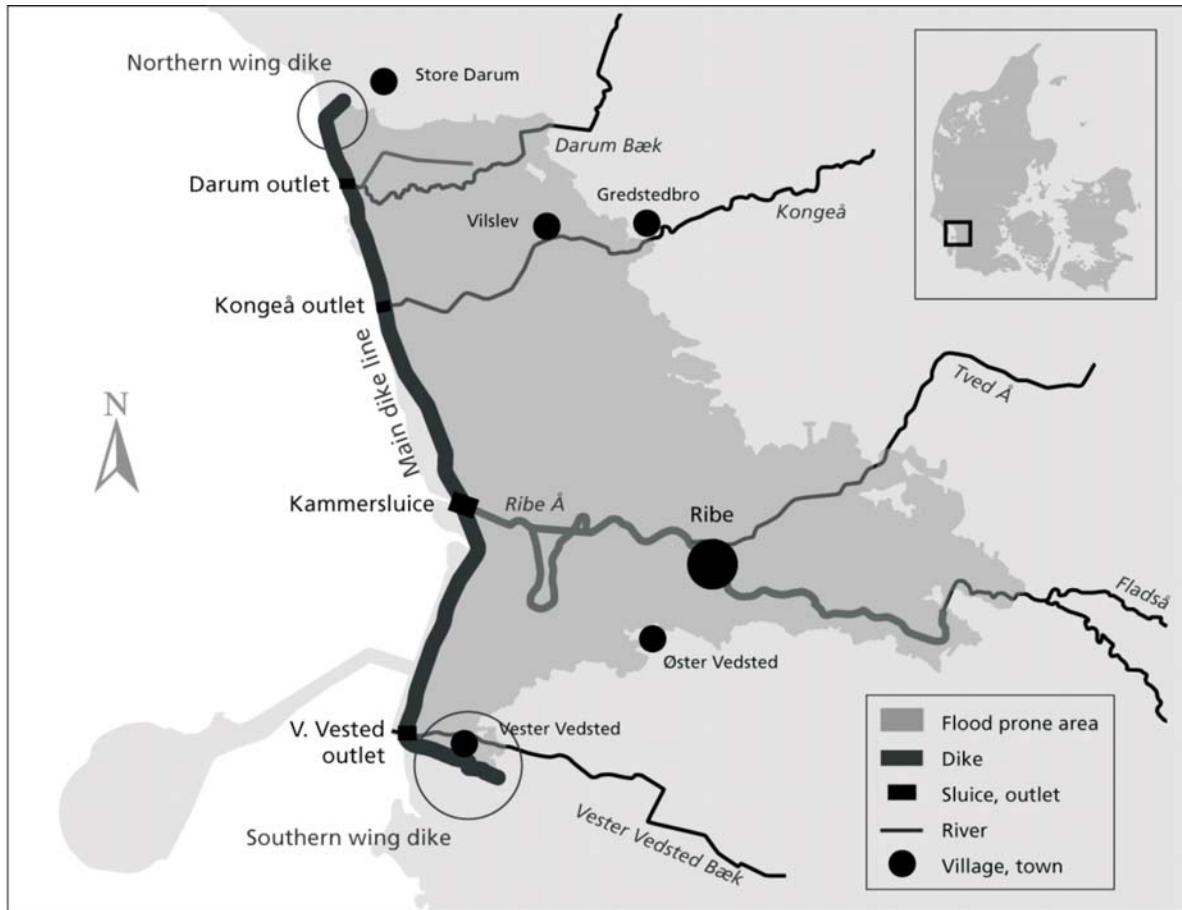 Northern wing dike
Store Darum
Darum Bæk
Darum outlet
Gredstedbro
Vilslev
Kongeå
Kongeå outlet
Main dike line
N
Tved Å
Kammersluice
Ribe Å
Ribe
Fladså
Øster Vedsted
V. Vested
outlet
Vester Vedsted
Southern wing dike
Vester Vedsted Bæk
Flood prone area
Dike
Sluice, outlet
River
Village, town